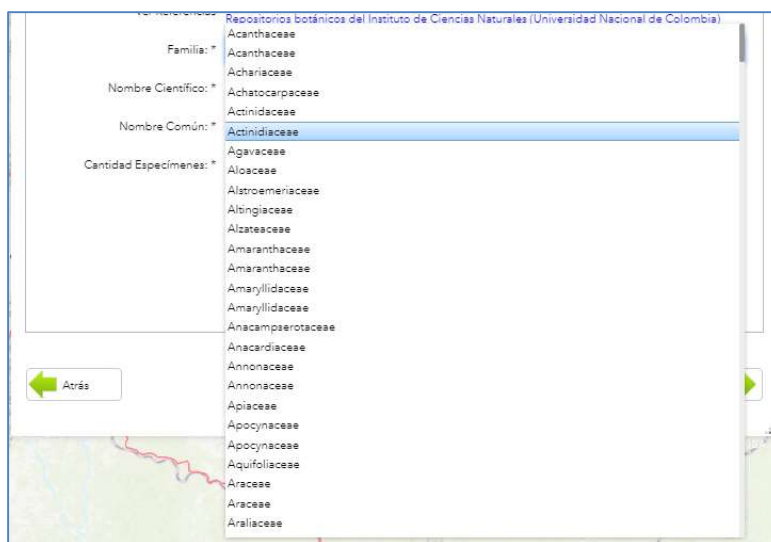 Ver Referencias Repositorios botánicos del Instituto de Ciencias Naturales (Universidad Nacional de Colombia)
Acanthaceae
Familia: * Acanthaceae
Achariaceae
Nombre Científico: * Achatocarpaceae
Actinidaceae
Nombre Común: * Actinidiaceae
Agavaceae
Cantidad Especímenes: * Aloaceae
Alstroemeriaceae
Altingiaceae
Alzateaceae
Amaranthaceae
Amaranthaceae
Amaryllidaceae
Amaryllidaceae
Anacampserotaceae
Anacardiaceae
Annonaceae
Atrás Annonaceae
Apiaceae
Apocynaceae
Apocynaceae
Aquifoliaceae
Araceae
Araceae
Araliaceae